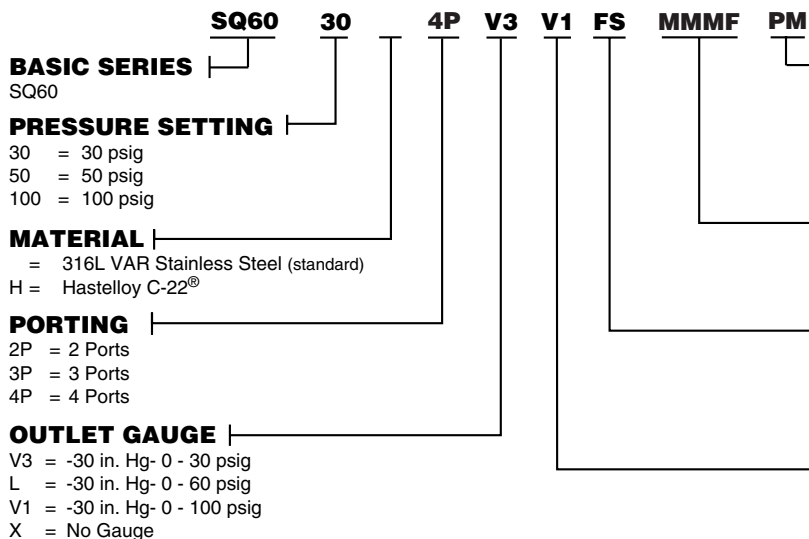 SQ60 30 4P V3 V1 FS MMMF PM
BASIC SERIES
SQ60
PRESSURE SETTING
30 = 30 psig
50 = 50 psig
100 = 100 psig
MATERIAL
= 316L VAR Stainless Steel (standard)
H = Hastelloy C-22®
PORTING
2P = 2 Ports
3P = 3 Ports
4P = 4 Ports
OUTLET GAUGE
V3 = -30 in. Hg- 0 - 30 psig
L = -30 in. Hg- 0 - 60 psig
V1 = -30 in. Hg- 0 - 100 psig
X = No Gauge